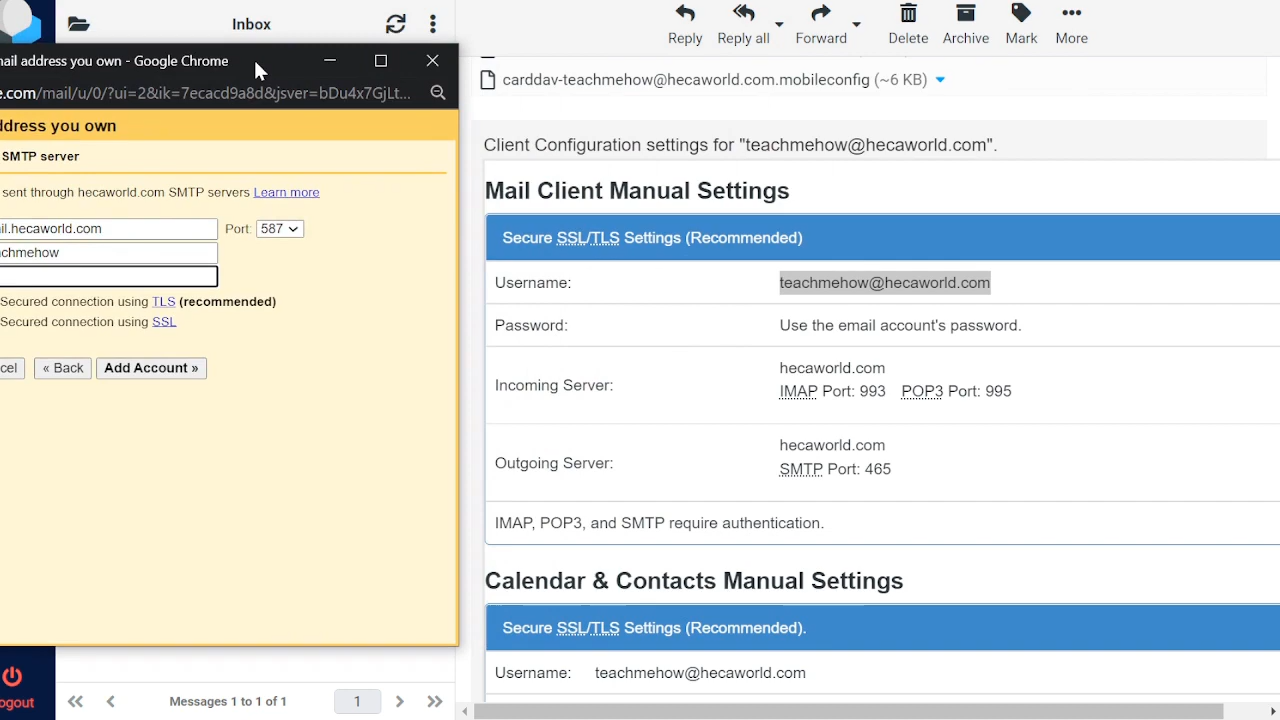 Inbox
Reply
Reply all
Forward
Delete
Archive
Mark
More
nail address you own - Google Chrome
e.com/mail/u/0/?ui=2&ik=7ecacd9a8d&jsver=bDu4x7GjLt...
ddress you own
SMTP server
sent through hecaworld.com SMTP servers Learn more
il.hecaworld.com
Port: 587
chmehow
Secured connection using TLS (recommended)
Secured connection using SSL
cel
« Back
Add Account »
carddav-teachmehow@hecaworld.com.mobileconfig (~6 KB)
Client Configuration settings for "teachmehow@hecaworld.com".
Mail Client Manual Settings
Secure SSL/TLS Settings (Recommended)
Username: teachmehow@hecaworld.com
Password: Use the email account's password.
Incoming Server: hecaworld.com
IMAP Port: 993 POP3 Port: 995
Outgoing Server: hecaworld.com
SMTP Port: 465
IMAP, POP3, and SMTP require authentication.
Calendar & Contacts Manual Settings
Secure SSL/TLS Settings (Recommended).
Username: teachmehow@hecaworld.com
ogout
Messages 1 to 1 of 1
1